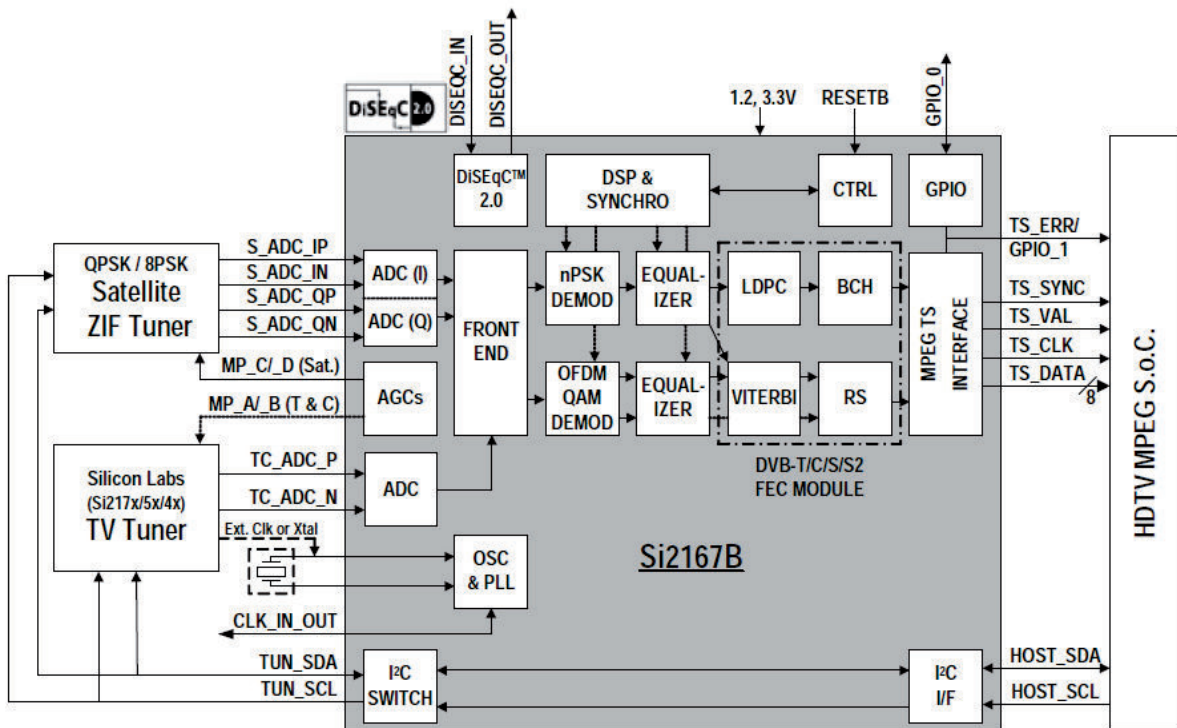 DISEQC_IN
DISEQC_OUT
DiSEqC 2.0
1.2, 3.3V
RESETB
GPIO_0
DiSEqC™
2.0
DSP &
SYNCHRO
CTRL
GPIO
TS_ERR/
GPIO_1
QPSK / 8PSK
Satellite
ZIF Tuner
S_ADC_IP
S_ADC_IN
S_ADC_QP
S_ADC_QN
MP_C/_D (Sat.)
MP_A/_B (T & C)
ADC (I)
ADC (Q)
AGCs
FRONT
END
nPSK
DEMOD
EQUAL-
IZER
LDPC
BCH
OFDM
QAM
DEMOD
EQUAL-
IZER
VITERBI
RS
MPEG TS
INTERFACE
TS_SYNC
TS_VAL
TS_CLK
TS_DATA
8
DVB-T/C/S/S2
FEC MODULE
HDTV MPEG S.o.C.
Silicon Labs
(Si217x/5x/4x)
TV Tuner
TC_ADC_P
TC_ADC_N
ADC
Ext. Clk or Xtal
OSC
& PLL
Si2167B
CLK_IN_OUT
TUN_SDA
TUN_SCL
I²C
SWITCH
I²C
I/F
HOST_SDA
HOST_SCL